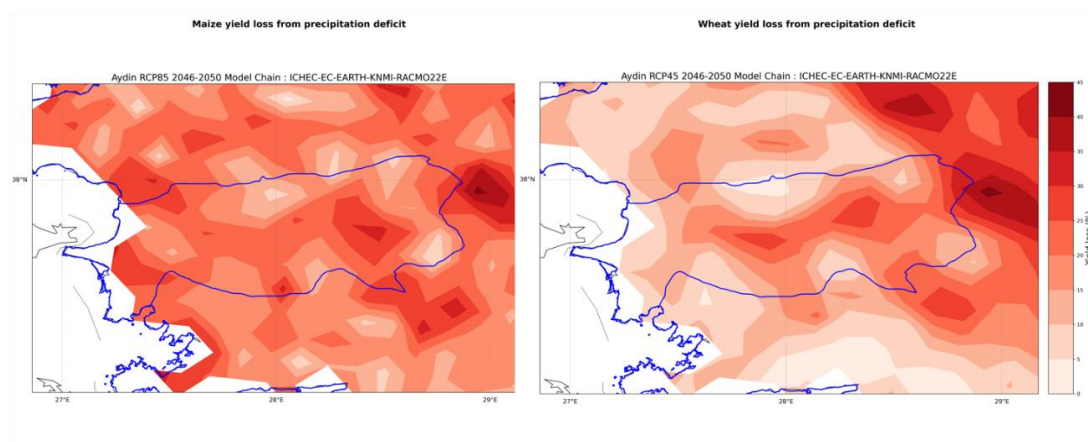 Maize yield loss from precipitation deficit
Wheat yield loss from precipitation deficit
Aydin RCP85 2046-2050 Model Chain : ICHEC-EC-EARTH-KNMI-RACMO22E
Aydin RCP45 2046-2050 Model Chain : ICHEC-EC-EARTH-KNMI-RACMO22E
38°N
27°E
28°E
29°E
38°N
27°E
28°E
29°E
45
40
35
30
25
20
15
10
5
0